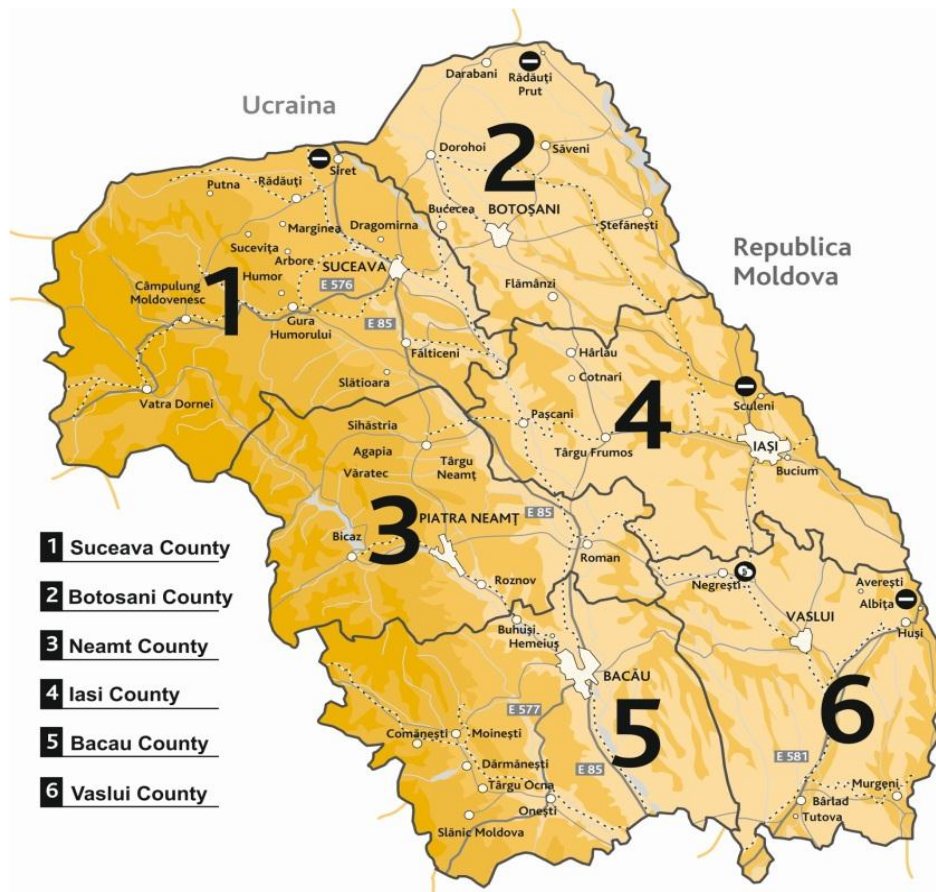 Ucraina
Republica
Moldova
Darabani
Rădăuți
Prut
Dorohoi
Săveni
2
Bucecea
BOTOȘANI
Ștefănești
Flămânzi
Siret
Putna
Rădăuți
Marginea
Dragomirna
Sucevița
Arbore
SUCEAVA
Humor
E 576
Câmpulung
Moldovenesc
1
Gura
Humorului
E 85
Fălticeni
Slătioara
Vatra Dornei
Hârlău
Cotnari
4
Sculeni
Pașcani
Târgu Frumos
IAȘI
Bucium
Sihăstria
Agapia
Văratec
Târgu
Neamț
3
PIATRA NEAMȚ
E 85
Bicaz
Roman
Roznov
Negrești
Averești
Albița
VASLUI
Huși
Buhuși
Hemeiuș
BACĂU
5
6
E 577
Comănești
Moinești
E 85
E 581
Dărmănești
Târgu Ocna
Onești
Slănic Moldova
Murgeni
Bârlad
Tutova
1 Suceava County
2 Botosani County
3 Neamt County
4 Iasi County
5 Bacau County
6 Vaslui County